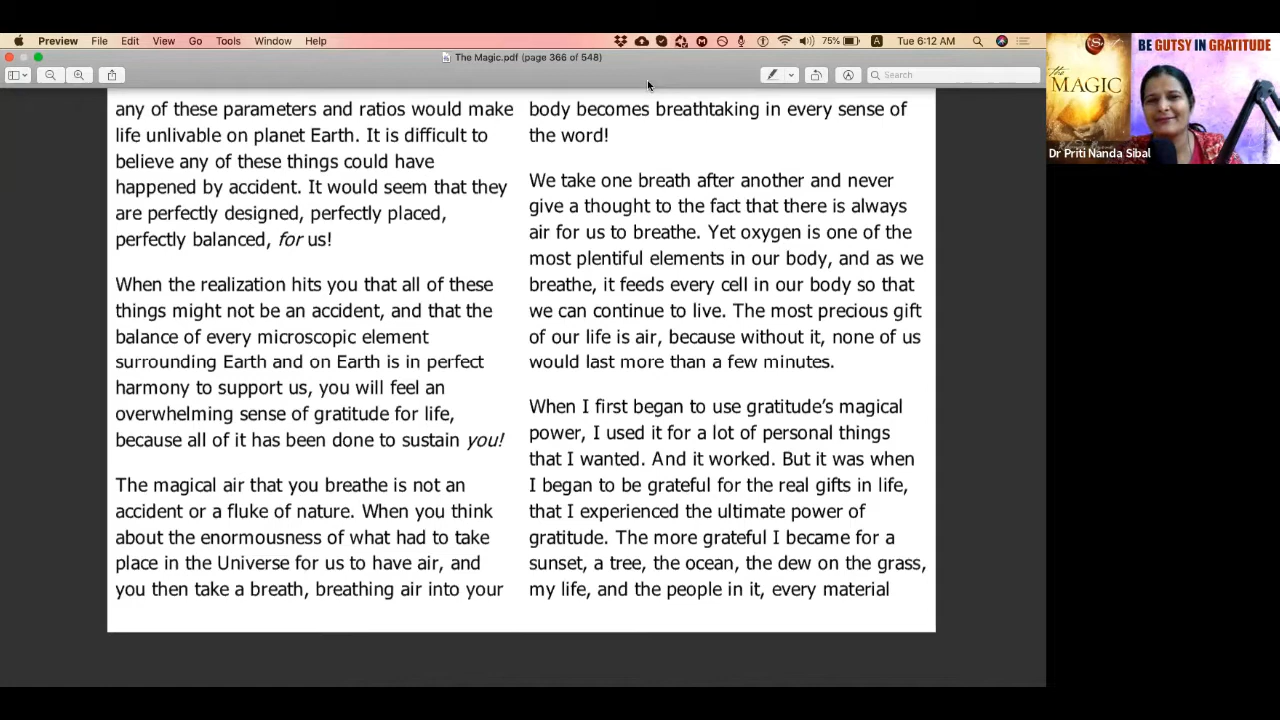 Preview File Edit View Go Tools Window Help 75% A Tue 6:12 AM
The Magic.pdf (page 366 of 548)
Search
any of these parameters and ratios would make
life unlivable on planet Earth. It is difficult to
believe any of these things could have
happened by accident. It would seem that they
are perfectly designed, perfectly placed,
perfectly balanced, for us!
When the realization hits you that all of these
things might not be an accident, and that the
balance of every microscopic element
surrounding Earth and on Earth is in perfect
harmony to support us, you will feel an
overwhelming sense of gratitude for life,
because all of it has been done to sustain you!
The magical air that you breathe is not an
accident or a fluke of nature. When you think
about the enormousness of what had to take
place in the Universe for us to have air, and
you then take a breath, breathing air into your
body becomes breathtaking in every sense of
the word!
We take one breath after another and never
give a thought to the fact that there is always
air for us to breathe. Yet oxygen is one of the
most plentiful elements in our body, and as we
breathe, it feeds every cell in our body so that
we can continue to live. The most precious gift
of our life is air, because without it, none of us
would last more than a few minutes.
When I first began to use gratitude’s magical
power, I used it for a lot of personal things
that I wanted. And it worked. But it was when
I began to be grateful for the real gifts in life,
that I experienced the ultimate power of
gratitude. The more grateful I became for a
sunset, a tree, the ocean, the dew on the grass,
my life, and the people in it, every material
BE GUTSY IN GRATITUDE
the
MAGIC
Dr Priti Nanda Sibal